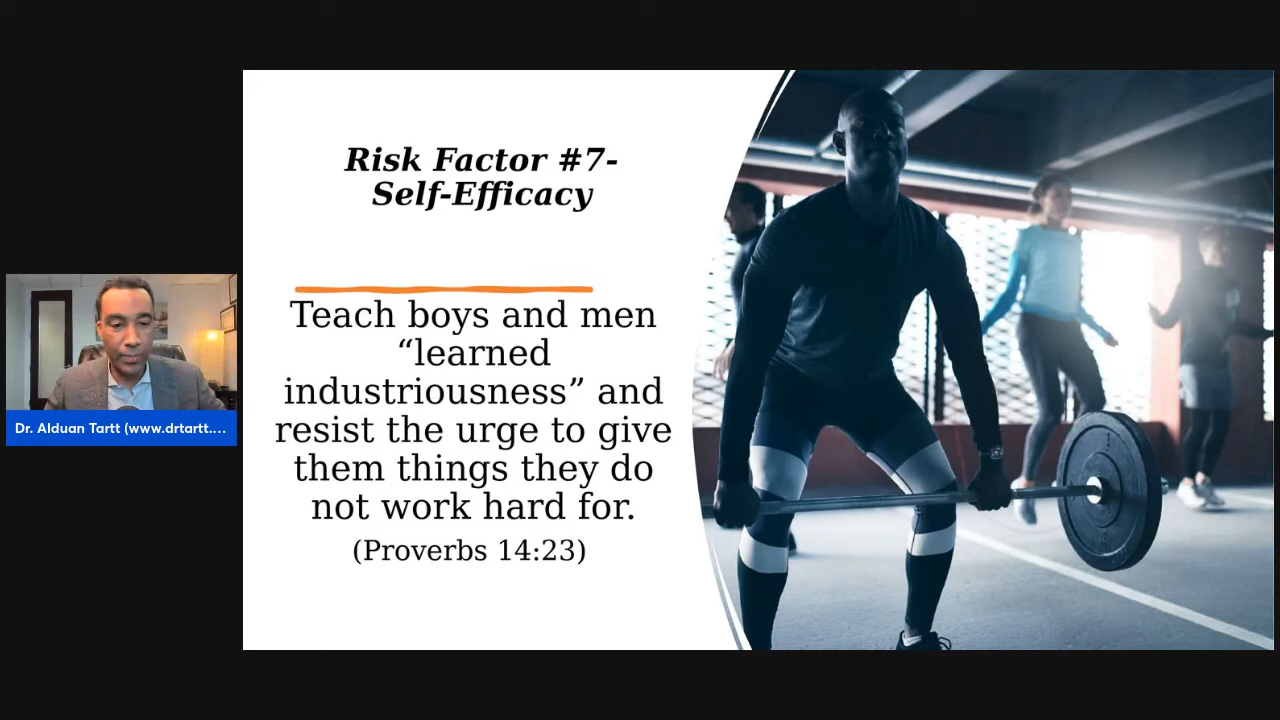 Risk Factor #7-
Self-Efficacy
Teach boys and men
“learned
industriousness” and
resist the urge to give
them things they do
not work hard for.
(Proverbs 14:23)
Dr. Alduan Tartt (www.drtartt....